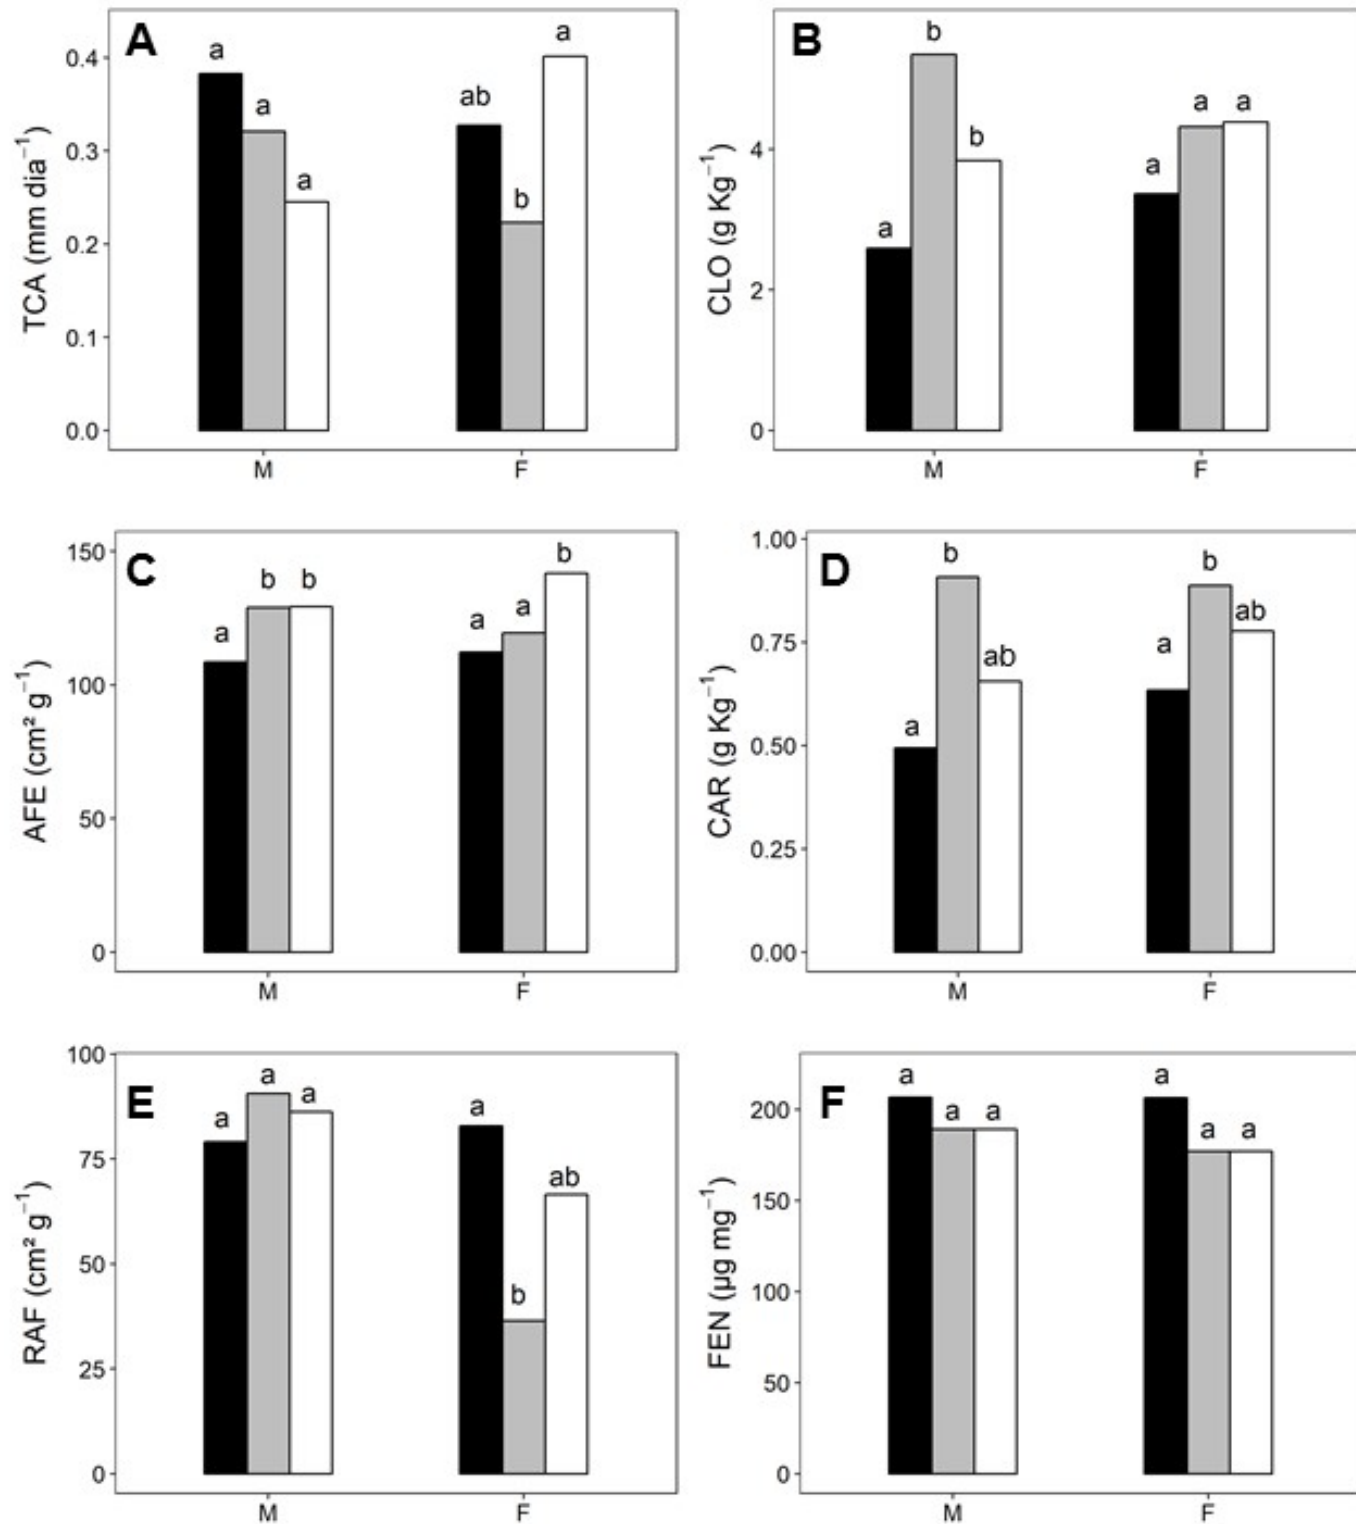 A
a
a
a
ab
b
a
0.4
0.3
0.2
0.1
0.0
TCA (mm dia⁻¹)
M F
B
a
b
b
a
a
a
4
2
0
CLO (g Kg⁻¹)
M F
C
a
b
b
a
a
b
150
100
50
0
AFE (cm² g⁻¹)
M F
D
a
b
ab
a
b
ab
1.00
0.75
0.50
0.25
0.00
CAR (g Kg⁻¹)
M F
E
a
a
a
a
b
ab
100
75
50
25
0
RAF (cm² g⁻¹)
M F
F
a
a
a
a
a
a
200
150
100
50
0
FEN (µg mg⁻¹)
M F